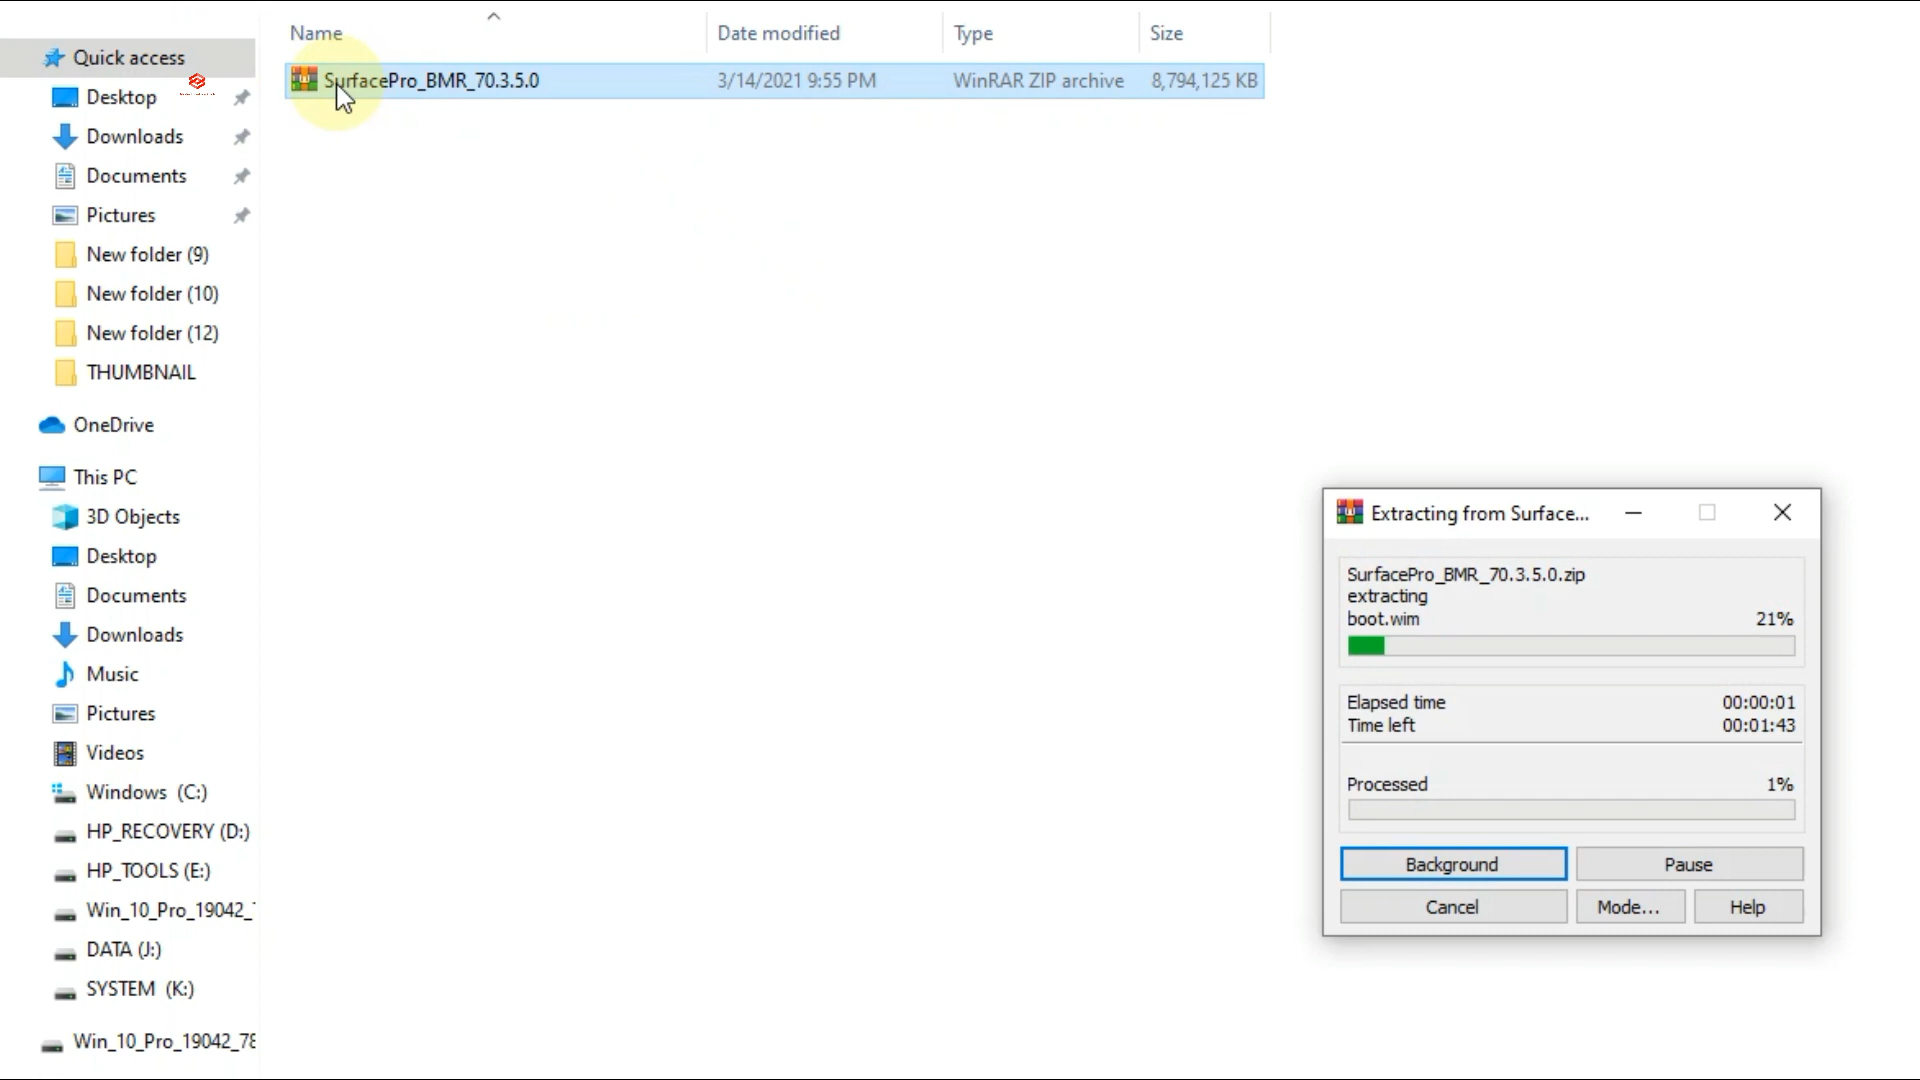 Name
Date modified
Type
Size
Quick access
SurfacePro_BMR_70.3.5.0
3/14/2021 9:55 PM
WinRAR ZIP archive
8,794,125 KB
Desktop
Downloads
Documents
Pictures
New folder (9)
New folder (10)
New folder (12)
THUMBNAIL
OneDrive
This PC
3D Objects
Desktop
Documents
Downloads
Music
Pictures
Videos
Windows (C:)
HP_RECOVERY (D:)
HP_TOOLS (E:)
Win_10_Pro_19042_
DATA (J:)
SYSTEM (K:)
Win_10_Pro_19042_78
Extracting from Surface...
SurfacePro_BMR_70.3.5.0.zip
extracting
boot.wim 21%
Elapsed time 00:00:01
Time left 00:01:43
Processed 1%
Background
Pause
Cancel
Mode...
Help